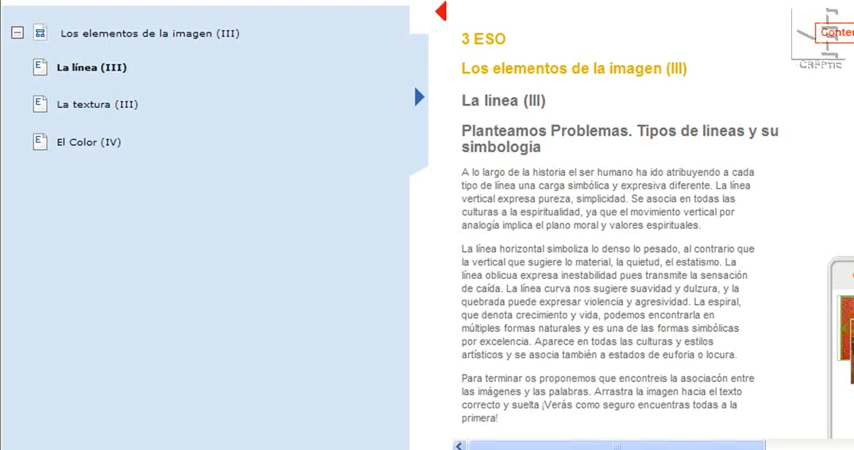 Los elementos de la imagen (III)
La línea (III)
La textura (III)
El Color (IV)
3 ESO
Los elementos de la imagen (III)
La linea (III)
Planteamos Problemas. Tipos de lineas y su
simbologia
A lo largo de la historia el ser humano ha ido atribuyendo a cada
tipo de línea una carga simbólica y expresiva diferente. La línea
vertical expresa pureza, simplicidad. Se asocia en todas las
culturas a la espiritualidad, ya que el movimiento vertical por
analogía implica el plano moral y valores espirituales.
La línea horizontal simboliza lo denso lo pesado, al contrario que
la vertical que sugiere lo material, la quietud, el estatismo. La
línea oblicua expresa inestabilidad pues transmite la sensación
de caída. La línea curva nos sugiere suavidad y dulzura, y la
quebrada puede expresar violencia y agresividad. La espiral,
que denota crecimiento y vida, podemos encontrarla en
múltiples formas naturales y es una de las formas simbólicas
por excelencia. Aparece en todas las culturas y estilos
artísticos y se asocia también a estados de euforia o locura.
Para terminar os proponemos que encontreis la asociacón entre
las imágenes y las palabras. Arrastra la imagen hacia el texto
correcto y suelta ¡Verás como seguro encuentras todas a la
primera!